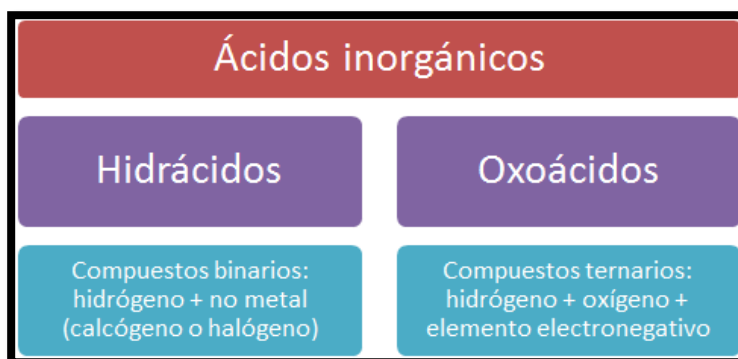 Ácidos inorgánicos
Hidrácidos
Oxoácidos
Compuestos binarios:
hidrógeno + no metal
(calcógeno o halógeno)
Compuestos ternarios:
hidrógeno + oxígeno +
elemento electronegativo